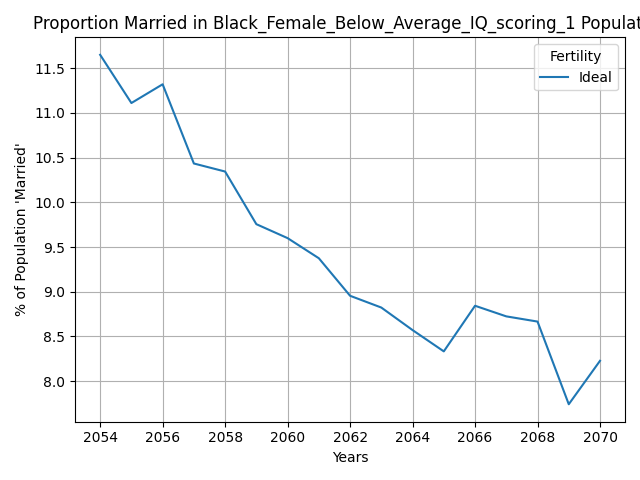 Proportion Married in Black_Female_Below_Average_IQ_scoring_1 Populat
Fertility
Ideal
% of Population 'Married'
11.5
11.0
10.5
10.0
9.5
9.0
8.5
8.0
2054 2056 2058 2060 2062 2064 2066 2068 2070
Years